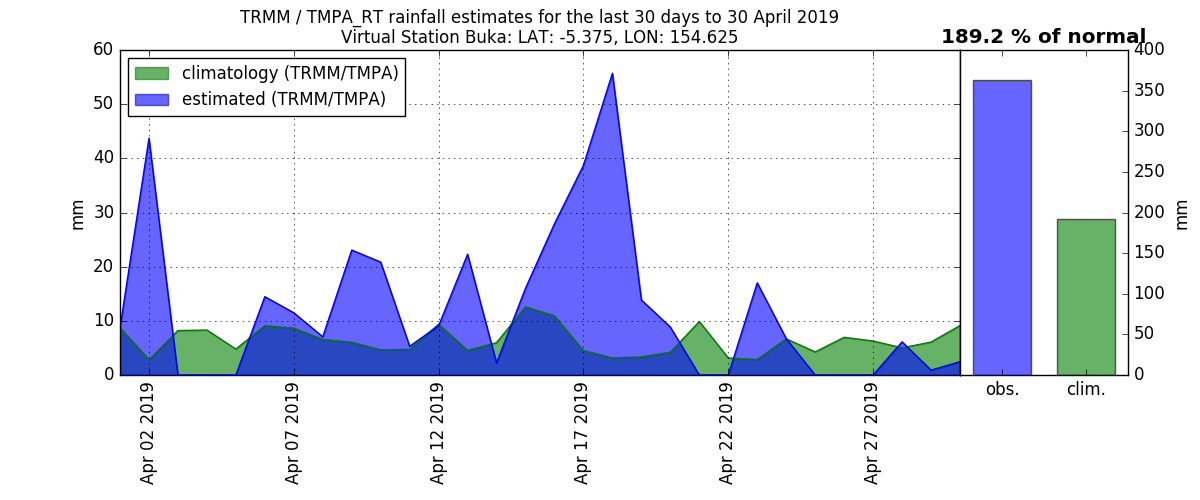 TRMM / TMPA_RT rainfall estimates for the last 30 days to 30 April 2019
Virtual Station Buka: LAT: -5.375, LON: 154.625
189.2 % of normal
climatology (TRMM/TMPA)
estimated (TRMM/TMPA)
60
50
40
30
20
10
0
mm
Apr 02 2019
Apr 07 2019
Apr 12 2019
Apr 17 2019
Apr 22 2019
Apr 27 2019
400
350
300
250
200
150
100
50
0
mm
obs.
clim.